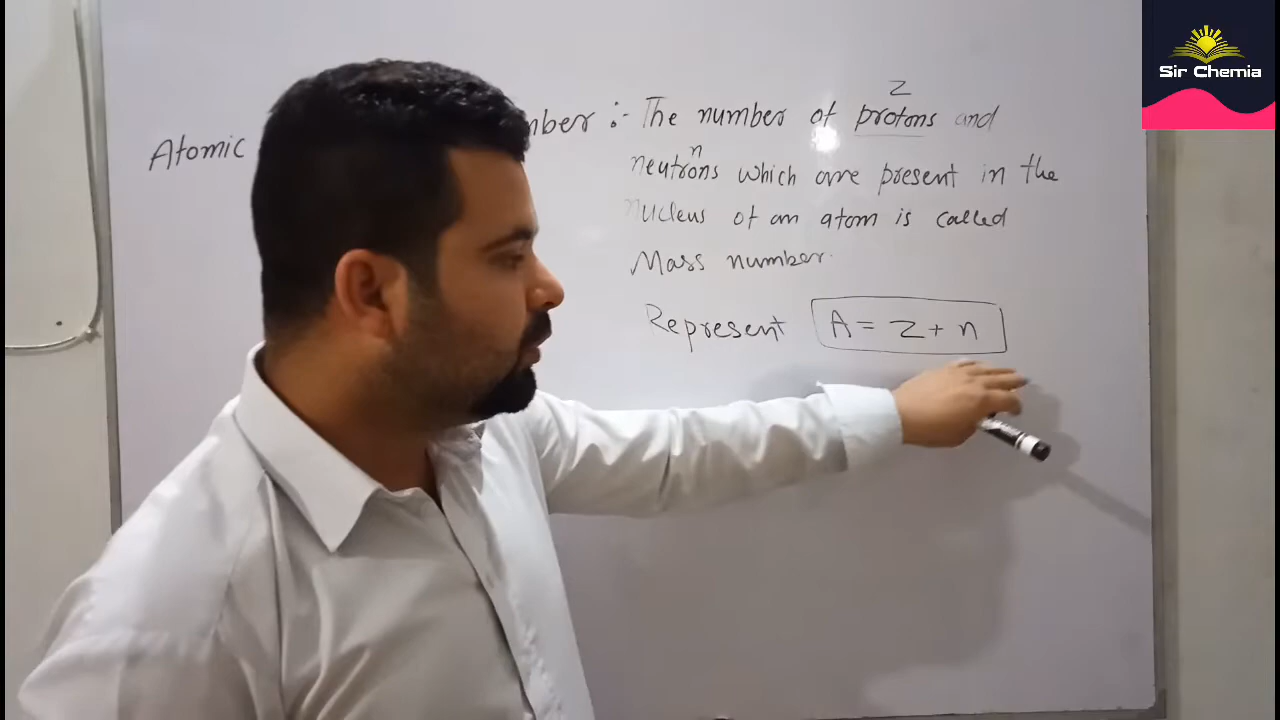 Z
Atomic mber :- The number of protons and
n
neutrons which are present in the
nucleus of an atom is called
Mass number.
Represent A = Z + n
Sir Chemia